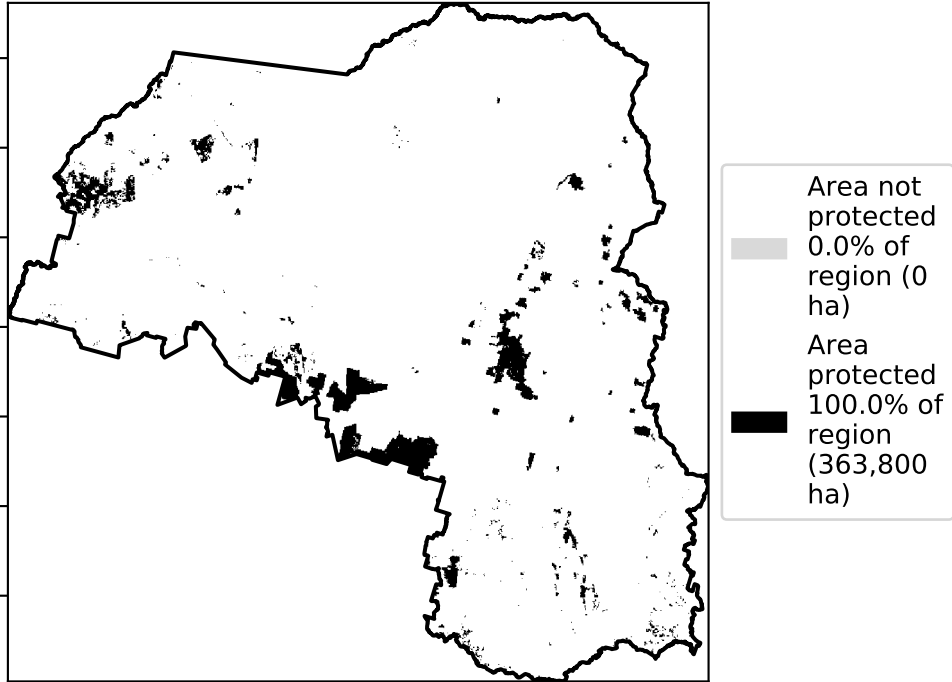 Area not
protected
0.0% of
region (0
ha)
Area
protected
100.0% of
region
(363,800
ha)